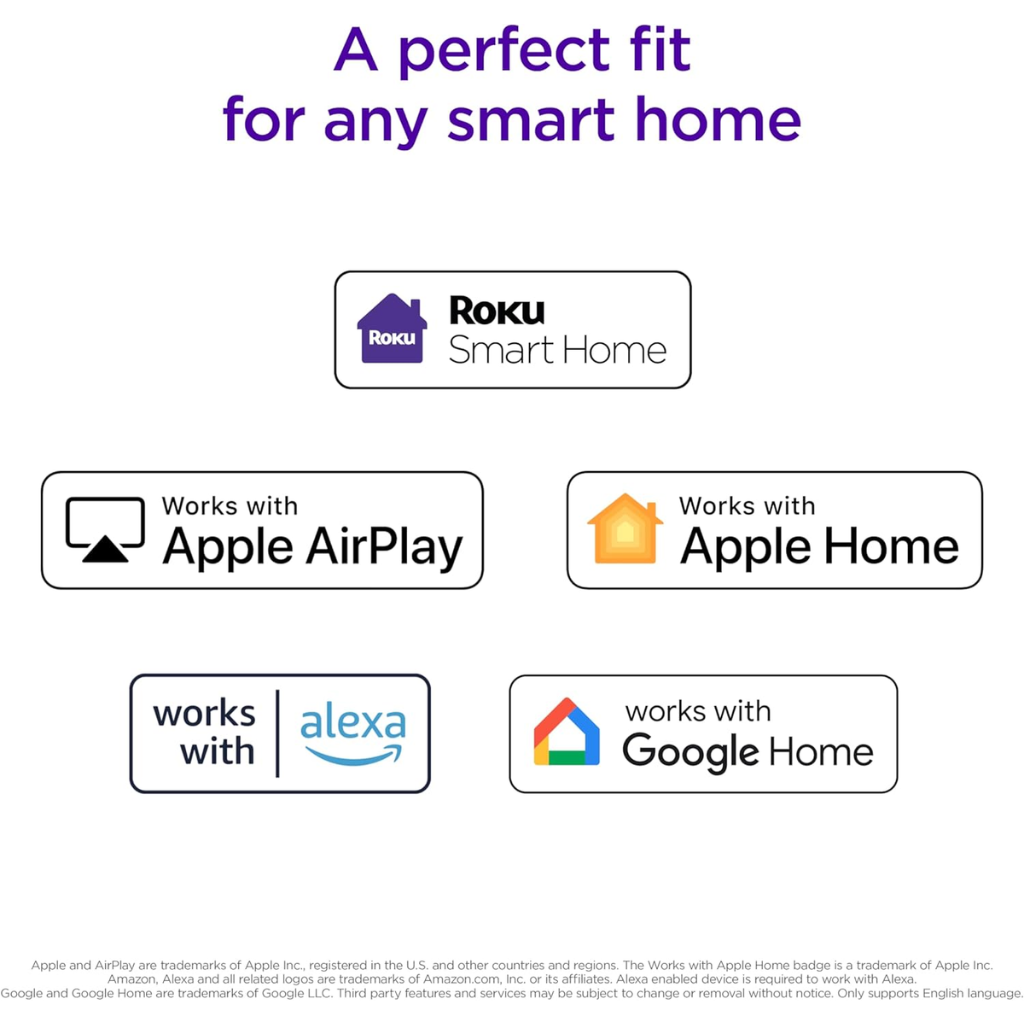 A perfect fit
for any smart home
Roku
Roku
Smart Home
Works with
Apple AirPlay
Works with
Apple Home
works
with
alexa
works with
Google Home
Apple and AirPlay are trademarks of Apple Inc., registered in the U.S. and other countries and regions. The Works with Apple Home badge is a trademark of Apple Inc.
Amazon, Alexa and all related logos are trademarks of Amazon.com, Inc. or its affiliates. Alexa enabled device is required to work with Alexa.
Google and Google Home are trademarks of Google LLC. Third party features and services may be subject to change or removal without notice. Only supports English language.